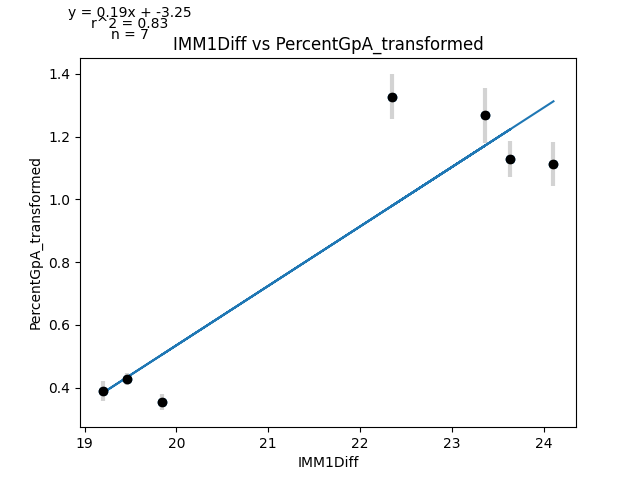 y = 0.19x + -3.25
r^2 = 0.83
n = 7
IMM1Diff vs PercentGpA_transformed
1.4
1.2
1.0
0.8
0.6
0.4
PercentGpA_transformed
19
20
21
22
23
24
IMM1Diff